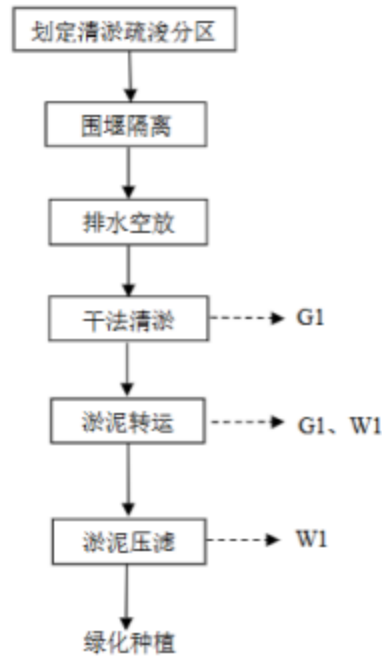 划定清淤疏浚分区
围堰隔离
排水空放
干法清淤
G1
淤泥转运
G1、W1
淤泥压滤
W1
绿化种植